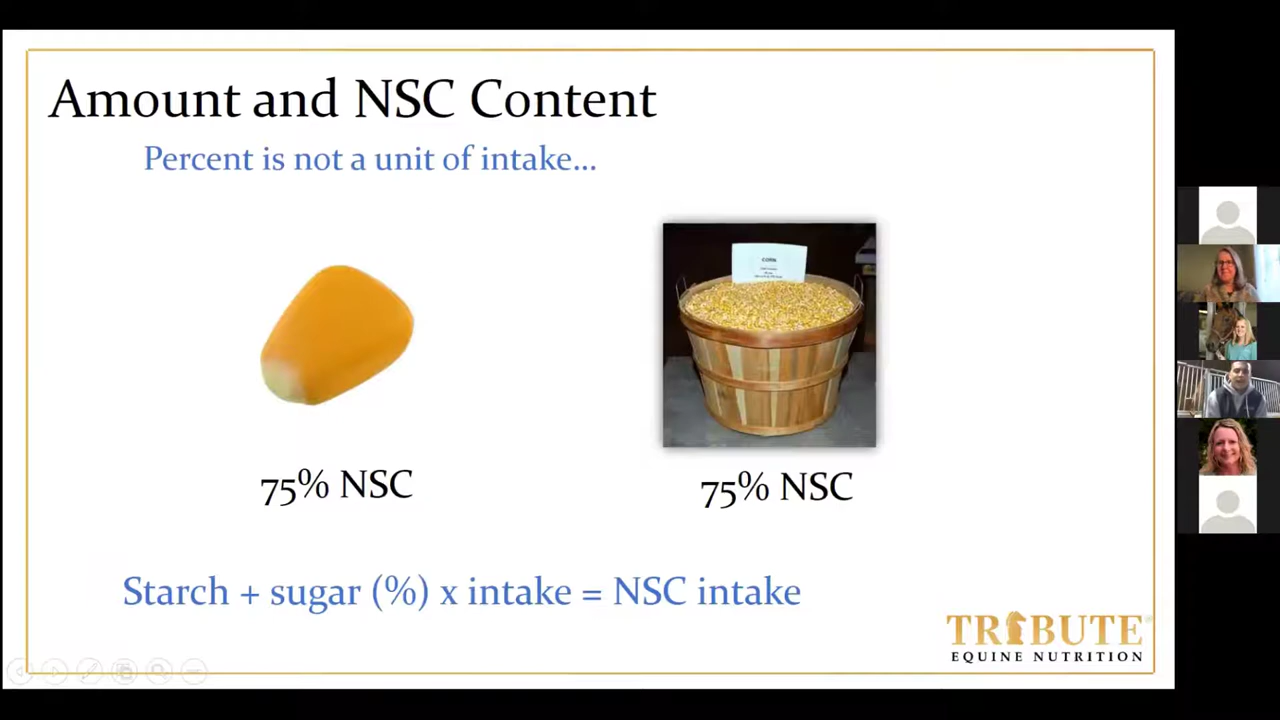 Amount and NSC Content
Percent is not a unit of intake...
CORN
75% NSC
75% NSC
Starch + sugar (%) x intake = NSC intake
TRIBUTE
EQUINE NUTRITION